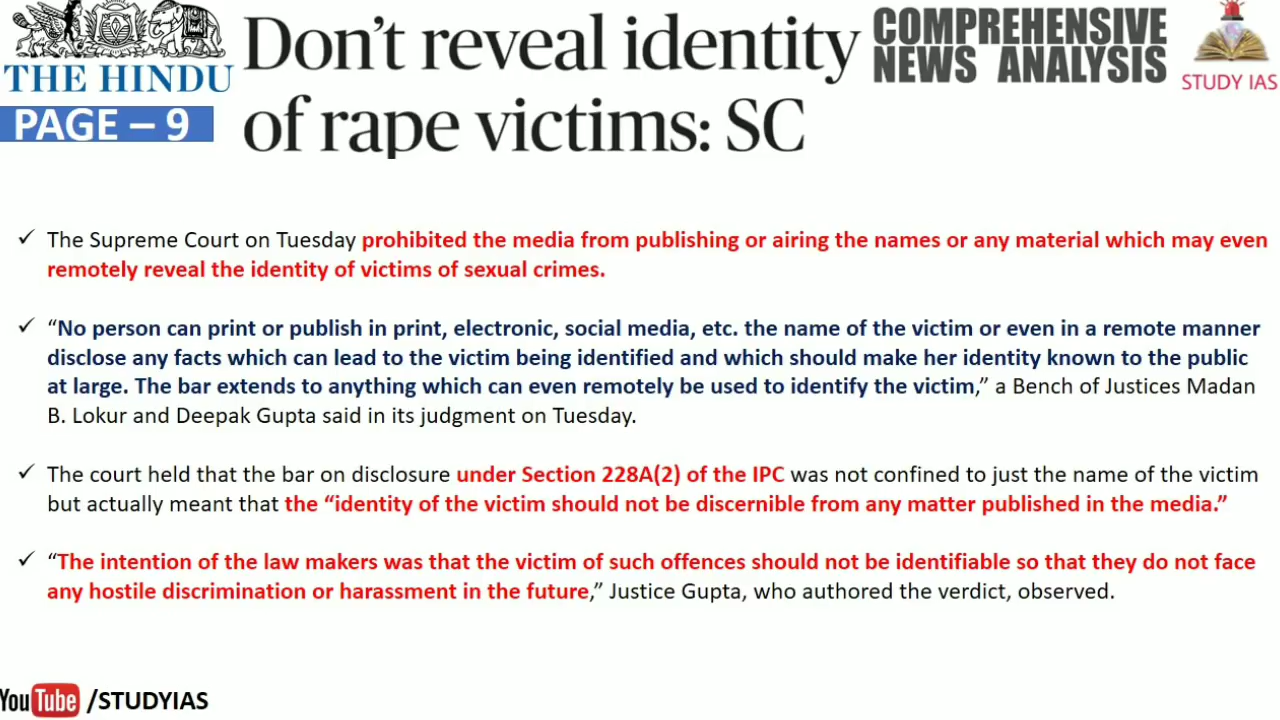 Don't reveal identity
of rape victims: SC
COMPREHENSIVE
NEWS ANALYSIS
THE HINDU
STUDY IAS
PAGE – 9
✓ The Supreme Court on Tuesday prohibited the media from publishing or airing the names or any material which may even
remotely reveal the identity of victims of sexual crimes.
✓ “No person can print or publish in print, electronic, social media, etc. the name of the victim or even in a remote manner
disclose any facts which can lead to the victim being identified and which should make her identity known to the public
at large. The bar extends to anything which can even remotely be used to identify the victim,” a Bench of Justices Madan
B. Lokur and Deepak Gupta said in its judgment on Tuesday.
✓ The court held that the bar on disclosure under Section 228A(2) of the IPC was not confined to just the name of the victim
but actually meant that the “identity of the victim should not be discernible from any matter published in the media.”
✓ “The intention of the law makers was that the victim of such offences should not be identifiable so that they do not face
any hostile discrimination or harassment in the future,” Justice Gupta, who authored the verdict, observed.
YouTube /STUDYIAS